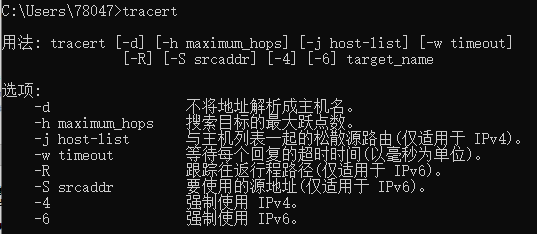 C:\Users\78047>tracert
用法: tracert [-d] [-h maximum_hops] [-j host-list] [-w timeout]
[-R] [-S srcaddr] [-4] [-6] target_name
选项:
-d 不将地址解析成主机名。
-h maximum_hops 搜索目标的最大跃点数。
-j host-list 与主机列表一起的松散源路由(仅适用于 IPv4)。
-w timeout 等待每个回复的超时时间(以毫秒为单位)。
-R 跟踪往返行程路径(仅适用于 IPv6)。
-S srcaddr 要使用的源地址(仅适用于 IPv6)。
-4 强制使用 IPv4。
-6 强制使用 IPv6。